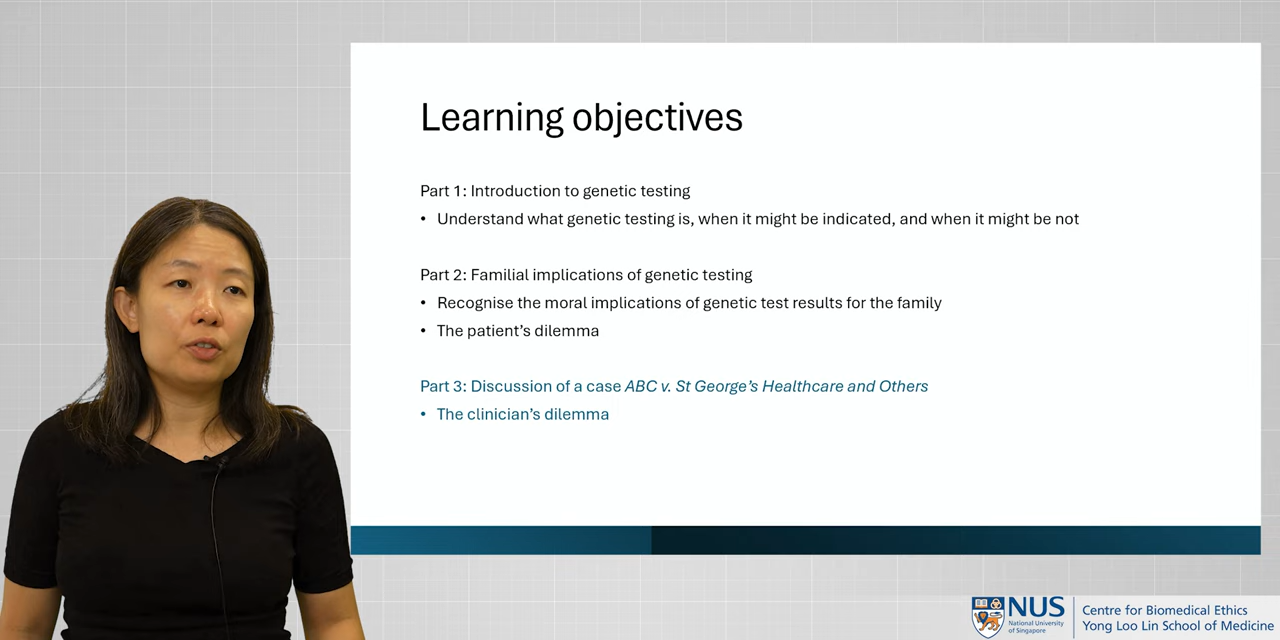 Learning objectives
Part 1: Introduction to genetic testing
• Understand what genetic testing is, when it might be indicated, and when it might be not
Part 2: Familial implications of genetic testing
• Recognise the moral implications of genetic test results for the family
• The patient's dilemma
Part 3: Discussion of a case ABC v. St George's Healthcare and Others
• The clinician's dilemma
NUS
National University
of Singapore
Centre for Biomedical Ethics
Yong Loo Lin School of Medicine